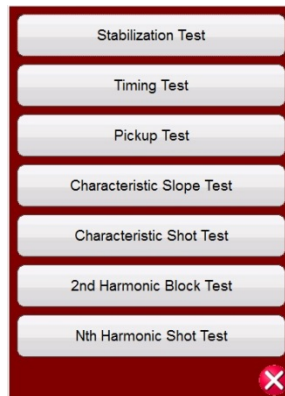 Stabilization Test
Timing Test
Pickup Test
Characteristic Slope Test
Characteristic Shot Test
2nd Harmonic Block Test
Nth Harmonic Shot Test